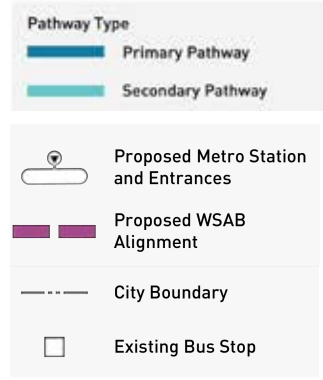 Pathway Type
Primary Pathway
Secondary Pathway
Proposed Metro Station
and Entrances
Proposed WSAB
Alignment
City Boundary
Existing Bus Stop